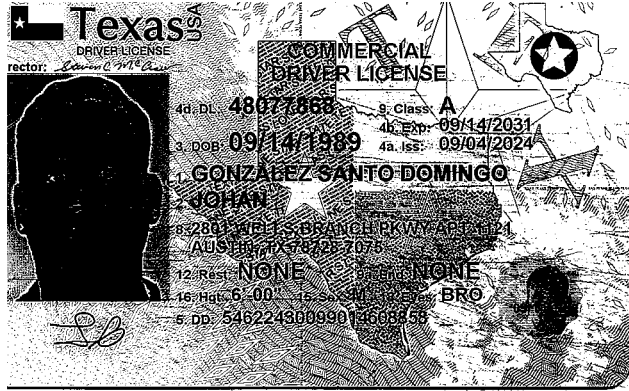 Texas USA
DRIVER LICENSE
COMMERCIAL
DRIVER LICENSE
rector:
4d. DL: 48077868 9. Class: A
4b. Exp: 09/14/2031
3. DOB: 09/14/1989 4a. Iss: 09/04/2024
1. GONZALEZ SANTO DOMINGO
2. JOHAN
8. 2801 WELLS BRANCH PKWY APT 1121
AUSTIN, TX 78728-7075
12. Rest: NONE 9a. End: NONE
16. Hgt: 6'-00" 15. Sex: M 18. Eyes: BRO
5. DD: 54622430099014608858